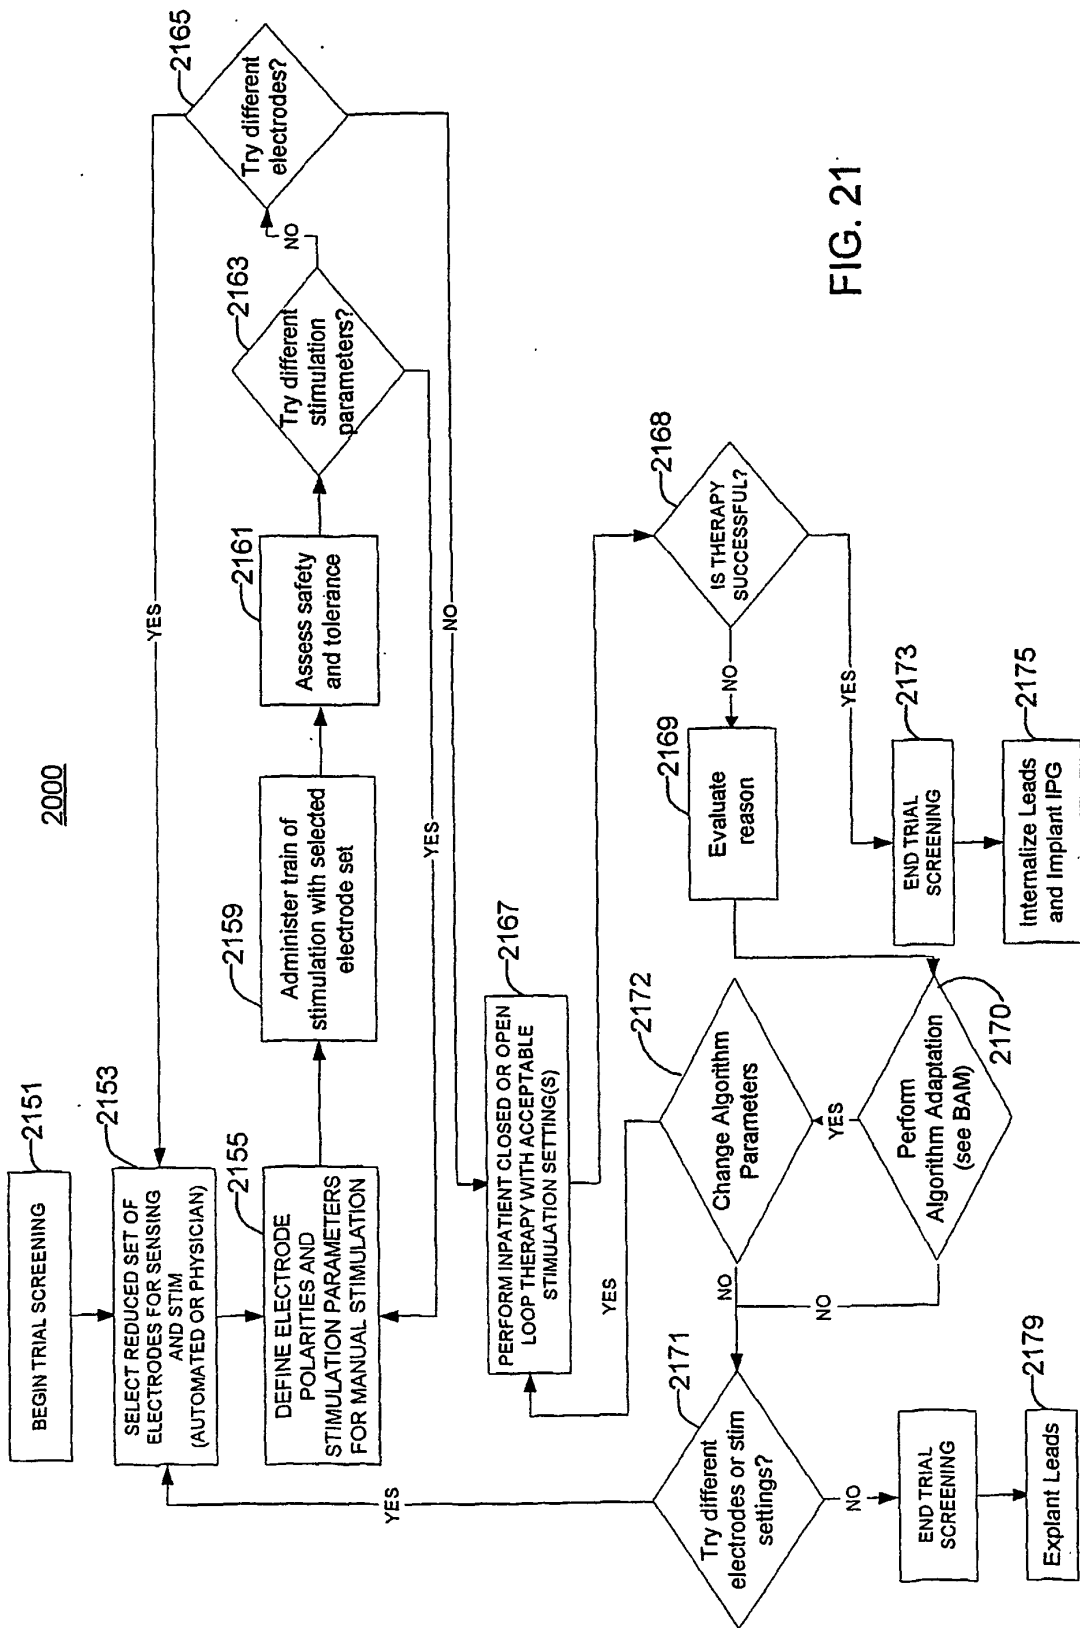 2000
2151
BEGIN TRIAL SCREENING
2153
SELECT REDUCED SET OF
ELECTRODES FOR SENSING
AND STIM
(AUTOMATED OR PHYSICIAN)
2155
DEFINE ELECTRODE
POLARITIES AND
STIMULATION PARAMETERS
FOR MANUAL STIMULATION
2159
Administer train of
stimulation with selected
electrode set
2161
Assess safety
and tolerance
2163
Try different
stimulation
parameters?
NO
YES
2165
Try different
electrodes?
YES
NO
2167
PERFORM INPATIENT CLOSED OR OPEN
LOOP THERAPY WITH ACCEPTABLE
STIMULATION SETTING(S)
2168
IS THERAPY
SUCCESSFUL?
NO
YES
2169
Evaluate
reason
2170
Perform
Algorithm Adaptation
(see BAM)
YES
NO
2172
Change Algorithm
Parameters
YES
NO
2171
Try different
electrodes or stim
settings?
YES
NO
END TRIAL
SCREENING
2179
Explant Leads
2173
END TRIAL
SCREENING
2175
Internalize Leads
and Implant IPG
FIG. 21